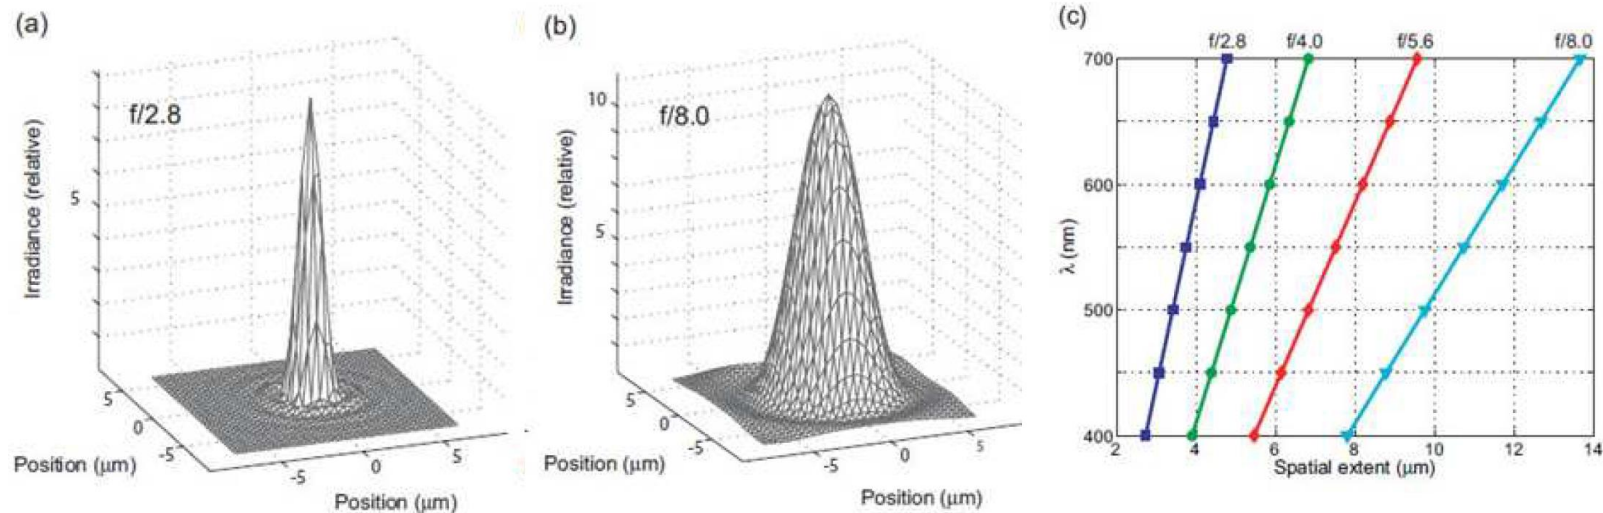 (a)
f/2.8
Irradiance (relative)
5
5
0
-5
Position (μm)
-5
0
5
Position (μm)
(b)
f/8.0
Irradiance (relative)
10
5
5
0
-5
Position (μm)
-5
0
5
Position (μm)
(c)
f/2.8 f/4.0 f/5.6 f/8.0
700
600
500
400
λ (nm)
2 4 6 8 10 12 14
Spatial extent (μm)